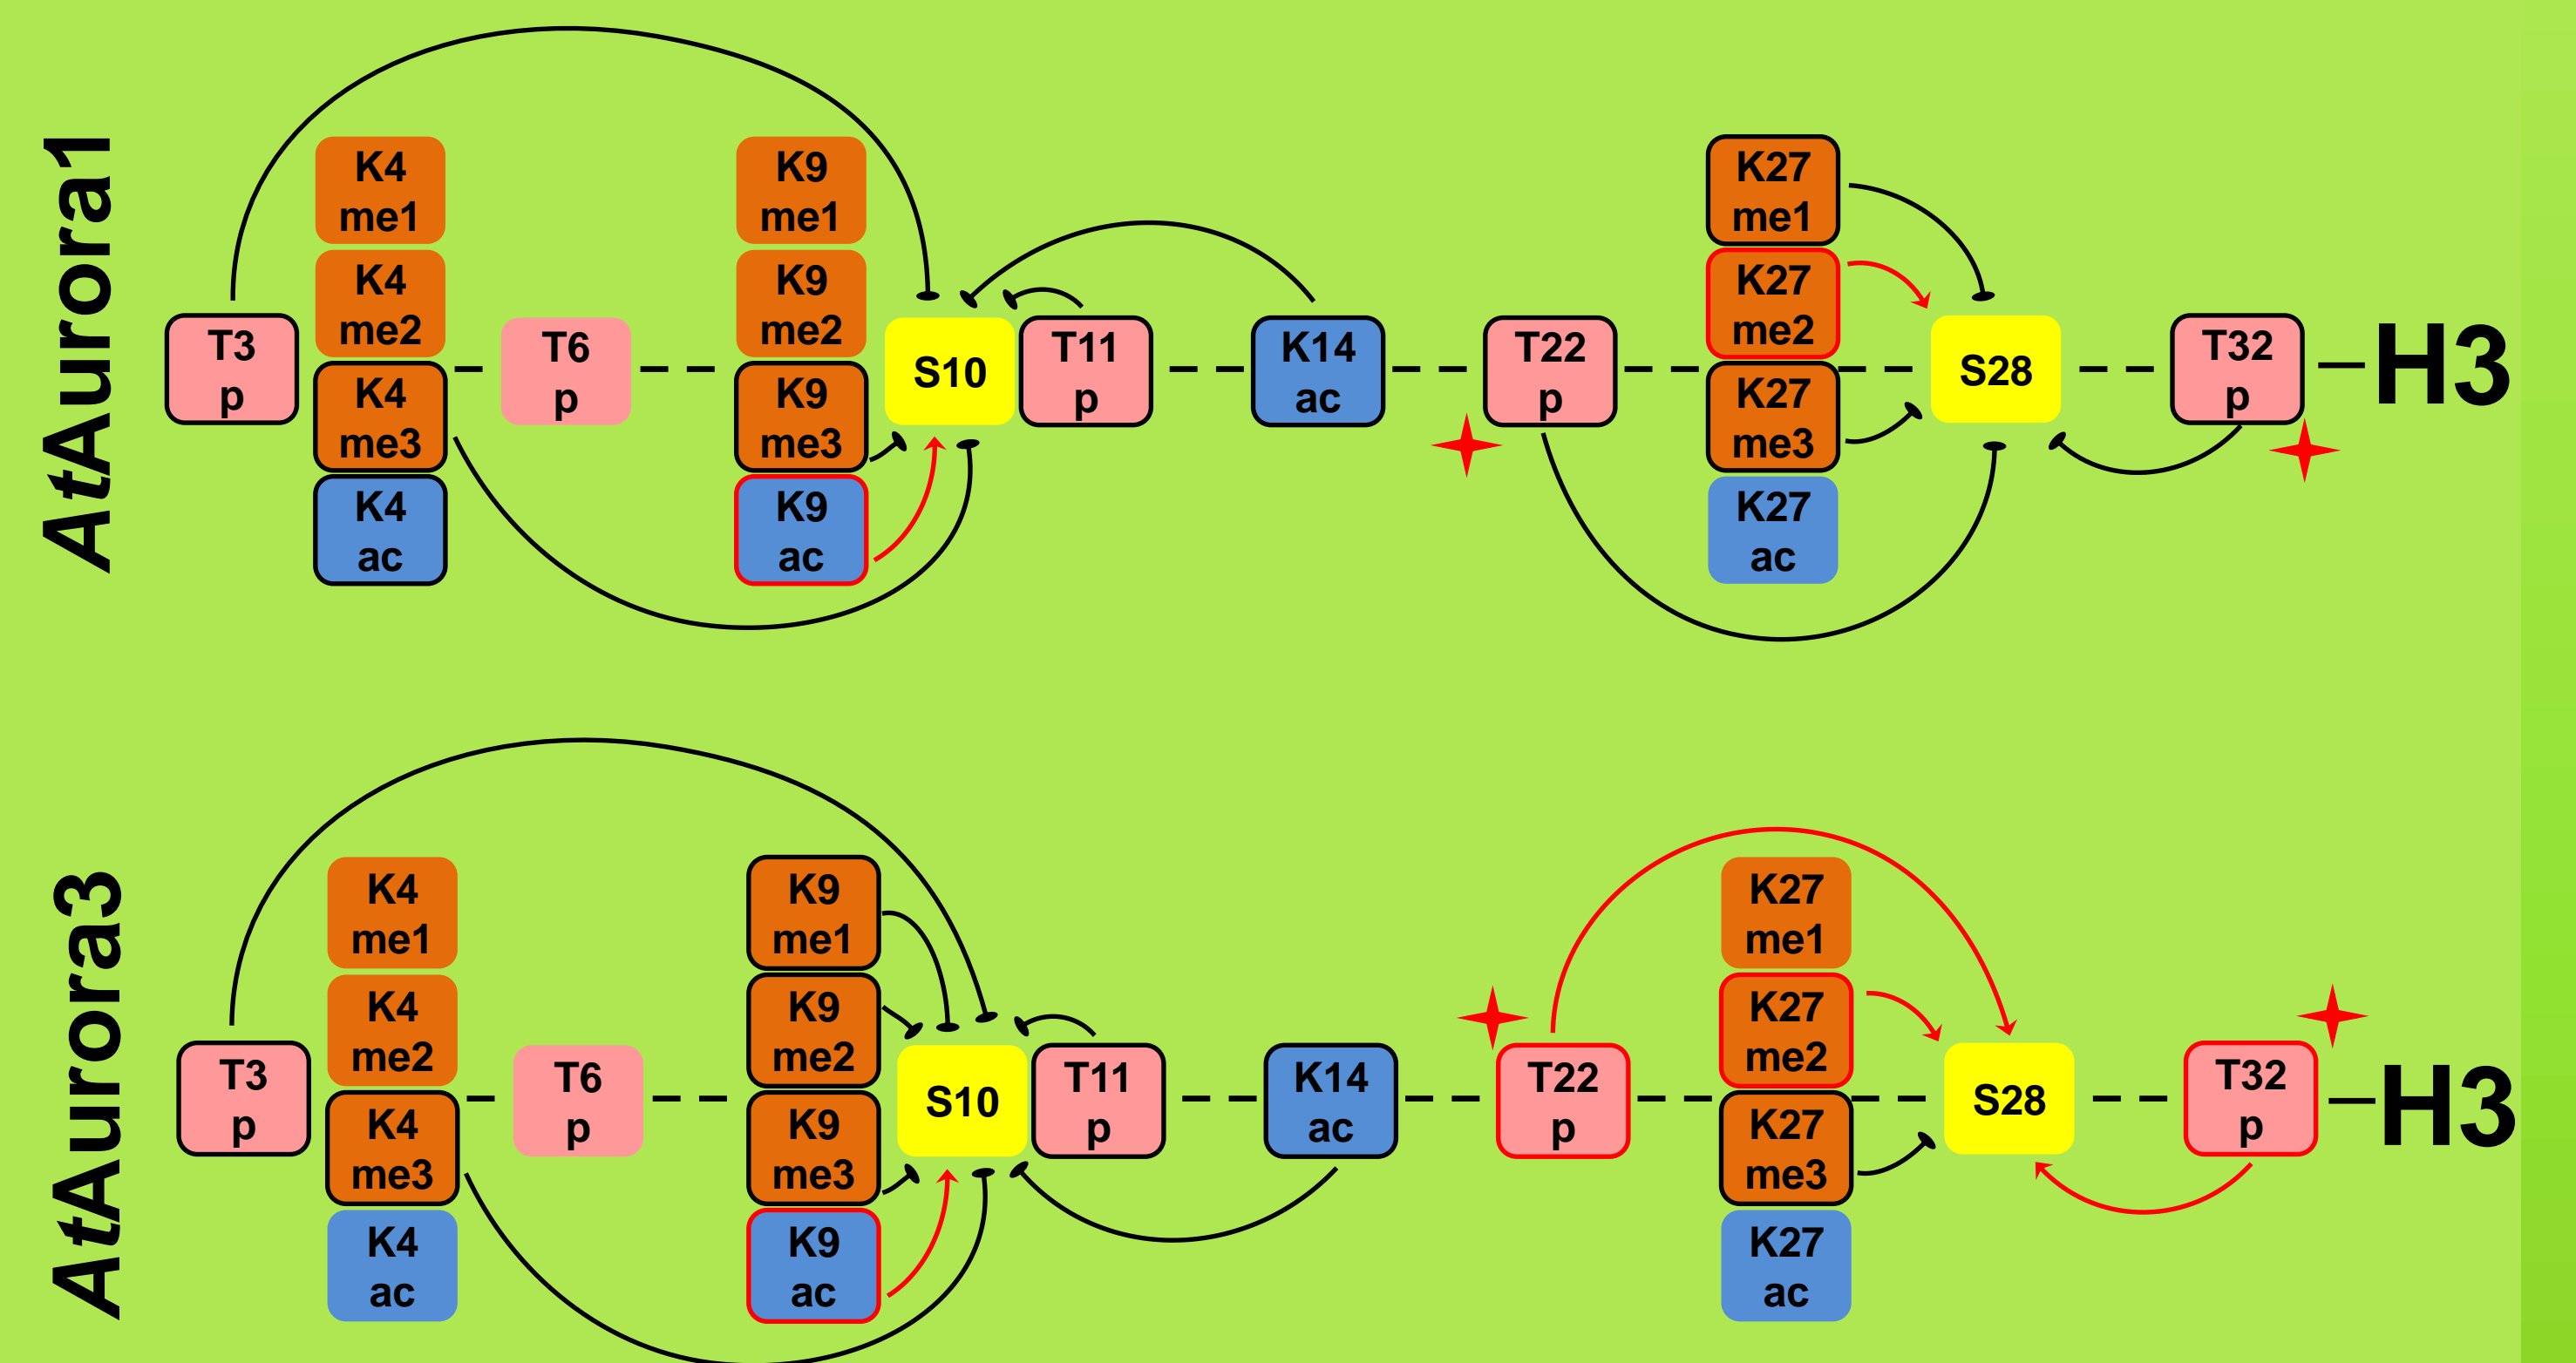 AtAurora1
K4
me1
K4
me2
K4
me3
K4
ac
T3
p
T6
p
K9
me1
K9
me2
K9
me3
K9
ac
S10
T11
p
K14
ac
T22
p
K27
me1
K27
me2
K27
me3
K27
ac
S28
T32
p
H3
AtAurora3
K4
me1
K4
me2
K4
me3
K4
ac
T3
p
T6
p
K9
me1
K9
me2
K9
me3
K9
ac
S10
T11
p
K14
ac
T22
p
K27
me1
K27
me2
K27
me3
K27
ac
S28
T32
p
H3